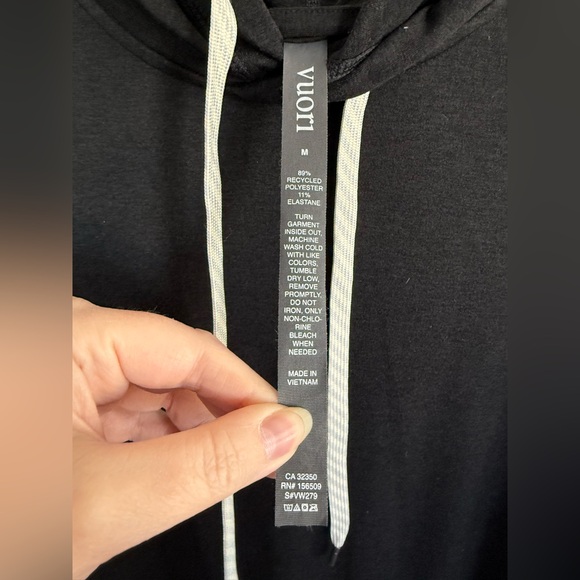 vuori
M
89%
RECYCLED
POLYESTER
11%
ELASTANE
TURN
GARMENT
INSIDE OUT,
MACHINE
WASH COLD
WITH LIKE
COLORS,
TUMBLE
DRY LOW,
REMOVE
PROMPTLY,
DO NOT
IRON, ONLY
NON-CHLO-
RINE
BLEACH
WHEN
NEEDED
MADE IN
VIETNAM
CA 32350
RN# 156509
S#VW279